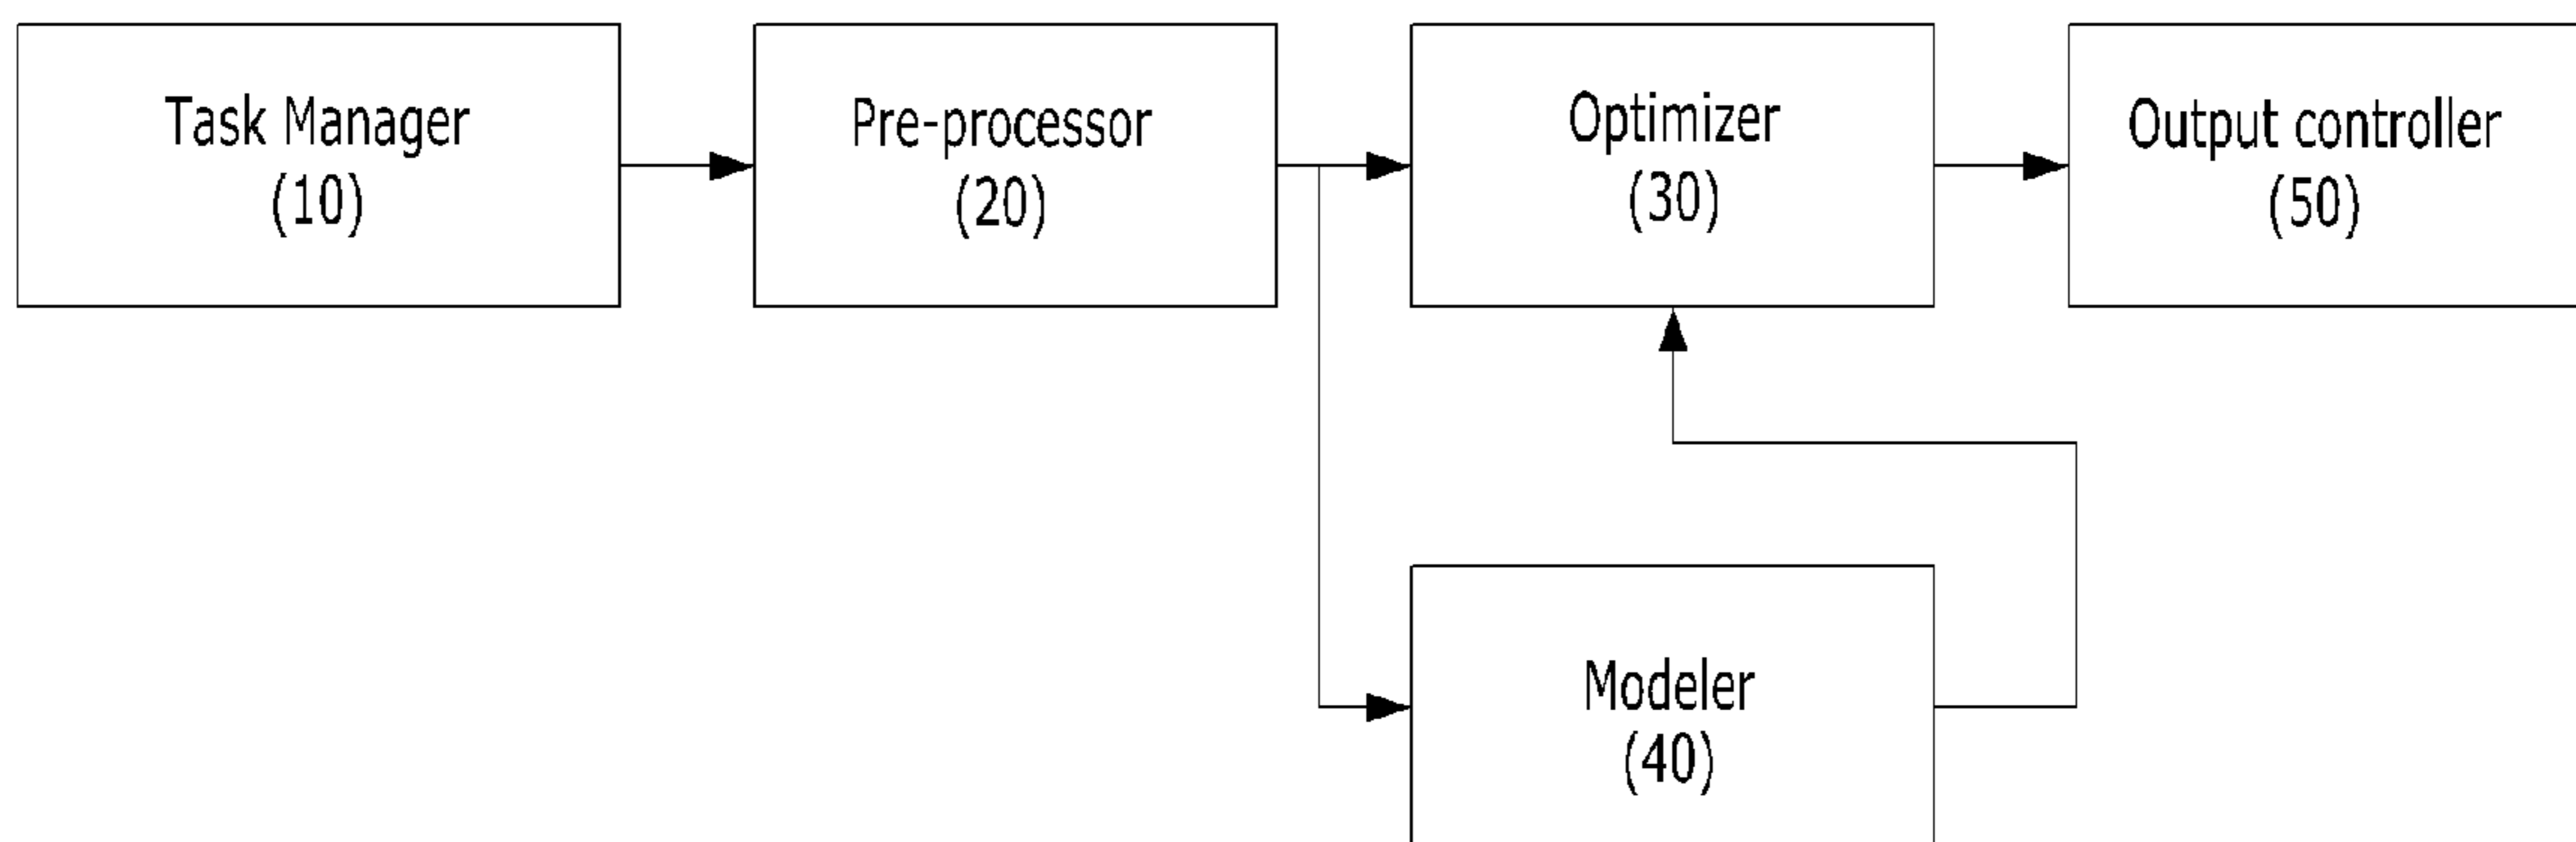 Task Manager
(10)
Pre-processor
(20)
Optimizer
(30)
Output controller
(50)
Modeler
(40)